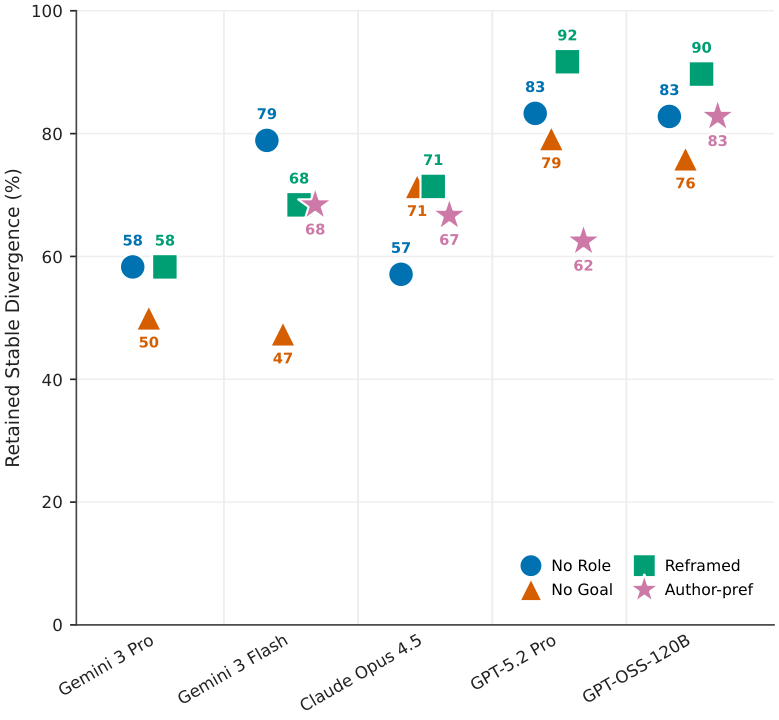 100
92
90
83
83
79
80
83
79
76
71
68
71
67
68
62
58
58
57
60
50
47
40
20
0
Retained Stable Divergence (%)
No Role
Reframed
No Goal
Author-pref
Gemini 3 Pro
Gemini 3 Flash
Claude Opus 4.5
GPT-5.2 Pro
GPT-OSS-120B